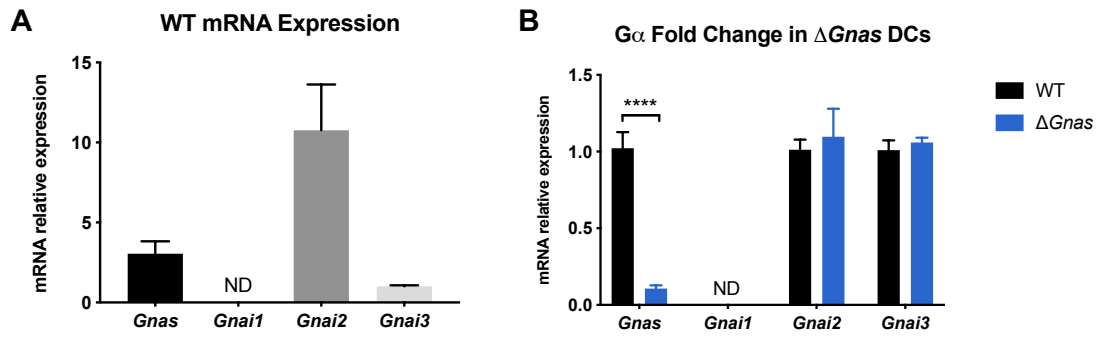 A
WT mRNA Expression
mRNA relative expression
15
10
5
0
ND
Gnas Gnai1 Gnai2 Gnai3
B
Gα Fold Change in ΔGnas DCs
mRNA relative expression
1.5
1.0
0.5
0.0
****
ND
Gnas Gnai1 Gnai2 Gnai3
WT
ΔGnas